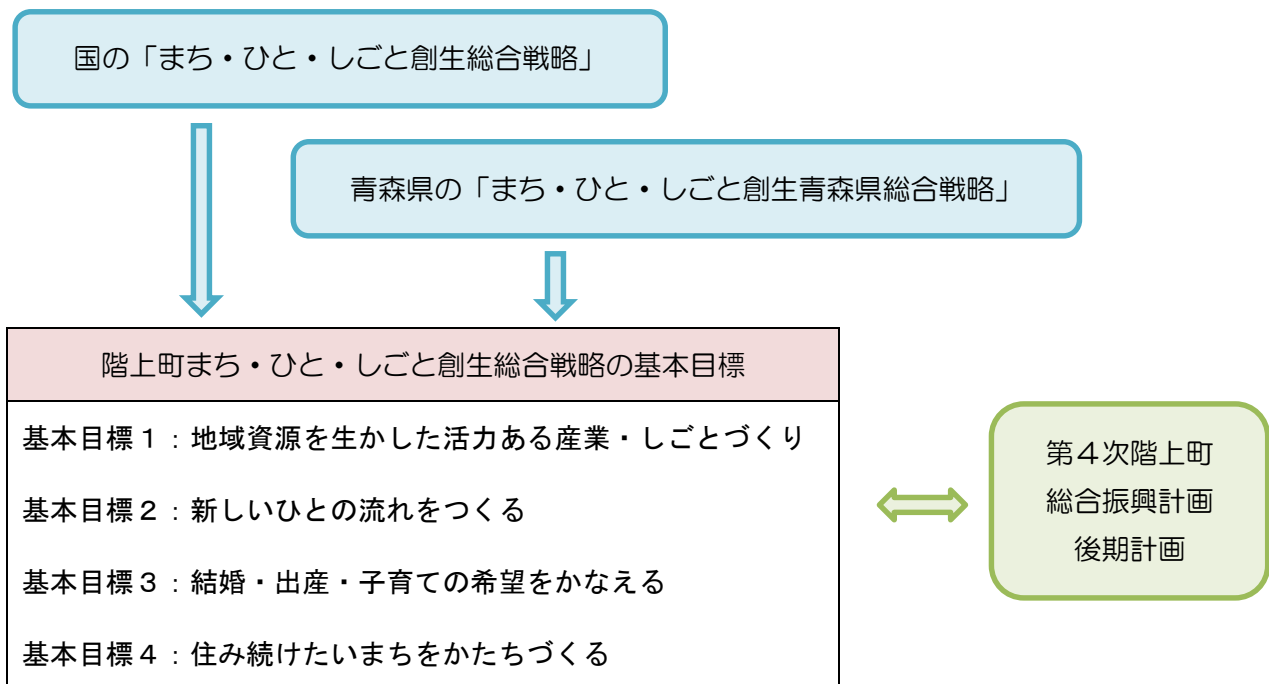 国の「まち・ひと・しごと創生総合戦略」
青森県の「まち・ひと・しごと創生青森県総合戦略」
階上町まち・ひと・しごと創生総合戦略の基本目標
基本目標１：地域資源を生かした活力ある産業・しごとづくり
基本目標２：新しいひとの流れをつくる
基本目標３：結婚・出産・子育ての希望をかなえる
基本目標４：住み続けたいまちをかたちづくる
第４次階上町
総合振興計画
後期計画